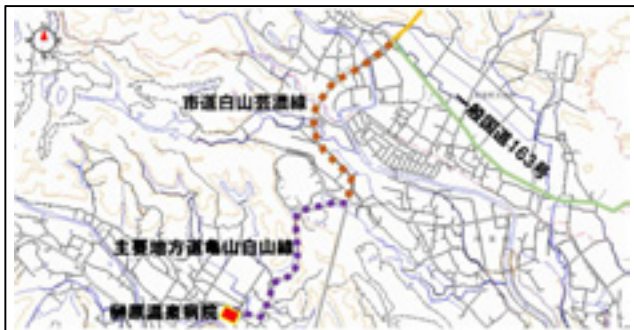 市道白山芸濃線
一般国道163号
主要地方道亀山白山線
榊原温泉病院